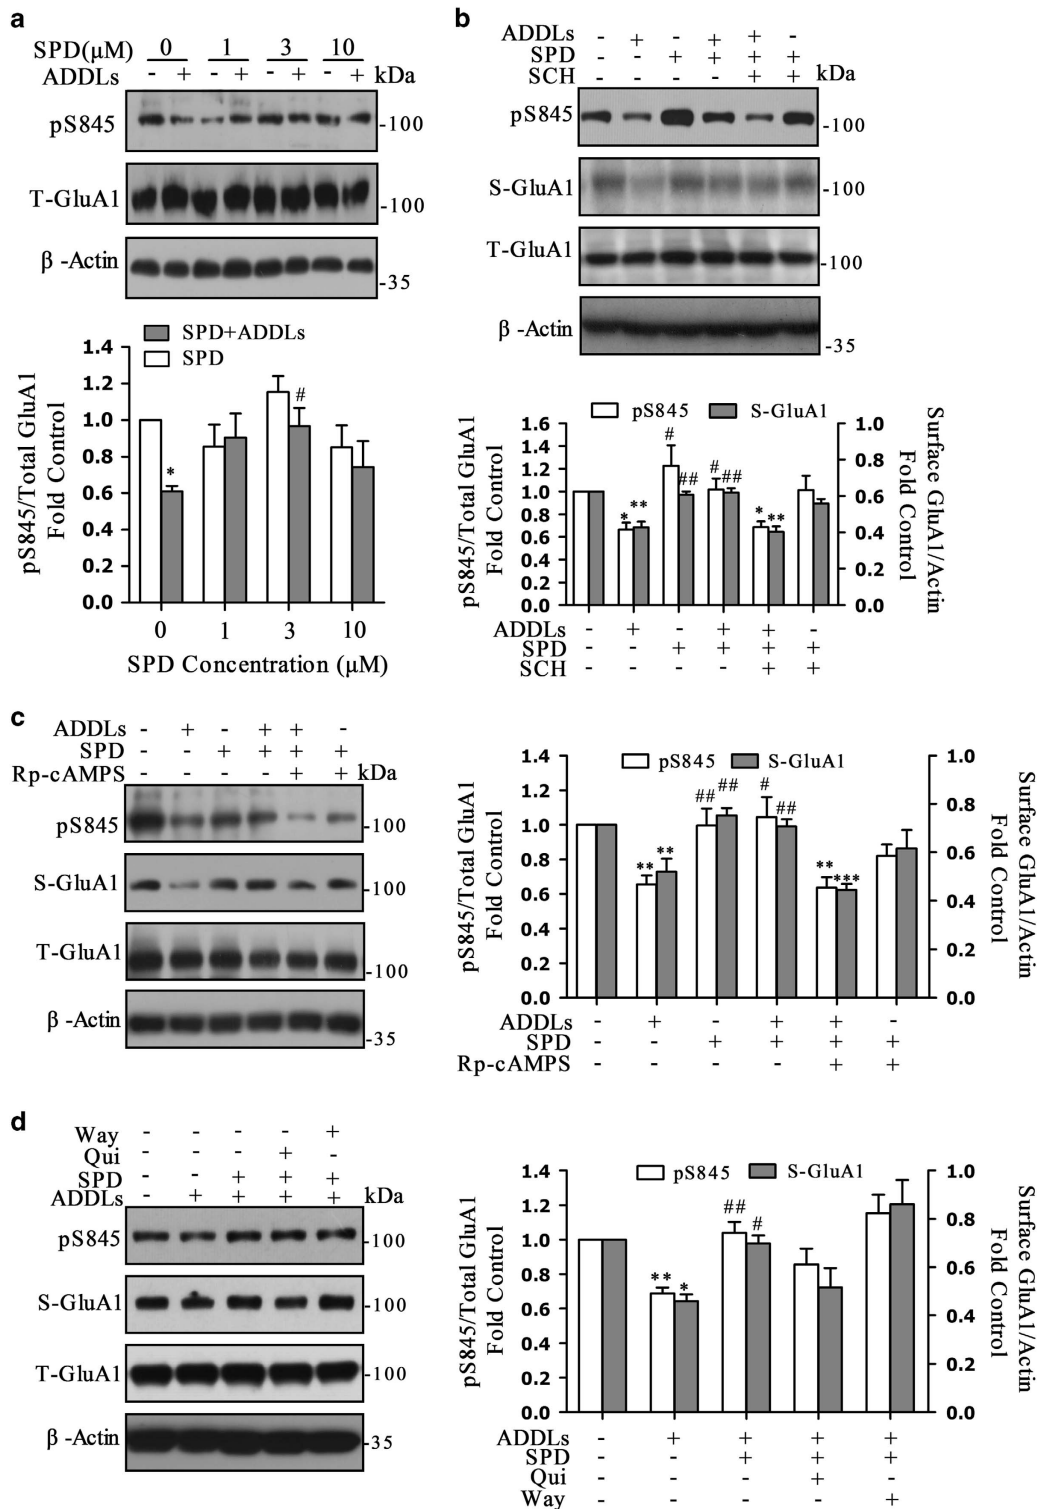 a
SPD(μM) 0 1 3 10
ADDLs - + - + - + - + kDa
pS845 -100
T-GluA1 -100
β -Actin -35
SPD+ADDLs
SPD
pS845/Total GluA1
Fold Control
1.4
1.2
1.0
0.8
0.6
0.4
0.2
0.0
*
#
0 1 3 10
SPD Concentration (μM)
b
ADDLs - + - + + -
SPD - - + + + +
SCH - - - - + + kDa
pS845 -100
S-GluA1 -100
T-GluA1 -100
β -Actin -35
pS845 S-GluA1
pS845/Total GluA1
Fold Control
1.6
1.4
1.2
1.0
0.8
0.6
0.4
0.2
0.0
* ** # ## # ## * **
1.0
0.8
0.6
0.4
0.2
0.0
Surface GluA1/Actin
Fold Control
ADDLs - + - + + -
SPD - - + + + +
SCH - - - - + +
c
ADDLs - + - + + -
SPD - - + + + +
Rp-cAMPS - - - - + + kDa
pS845 -100
S-GluA1 -100
T-GluA1 -100
β -Actin -35
pS845 S-GluA1
pS845/Total GluA1
Fold Control
1.4
1.2
1.0
0.8
0.6
0.4
0.2
0.0
** ** ## ## # ## ** ***
1.0
0.8
0.6
0.4
0.2
0.0
Surface GluA1/Actin
Fold Control
ADDLs - + - + + -
SPD - - + + + +
Rp-cAMPS - - - - + +
d
Way - - - - +
Qui - - - + -
SPD - - + + +
ADDLs - + + + + kDa
pS845 -100
S-GluA1 -100
T-GluA1 -100
β -Actin -35
pS845 S-GluA1
pS845/Total GluA1
Fold Control
1.4
1.2
1.0
0.8
0.6
0.4
0.2
0.0
** * ## #
1.0
0.8
0.6
0.4
0.2
0.0
Surface GluA1/Actin
Fold Control
ADDLs - + + + +
SPD - - + + +
Qui - - - + -
Way - - - - +